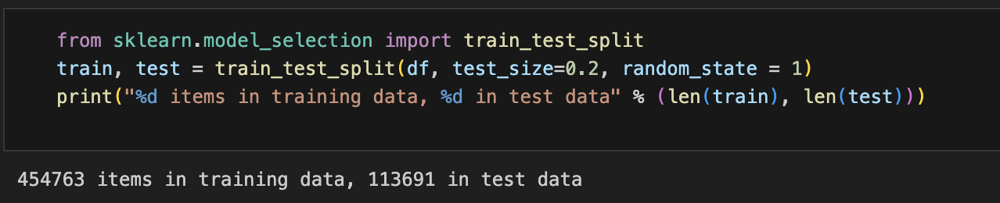 from sklearn.model_selection import train_test_split
train, test = train_test_split(df, test_size=0.2, random_state = 1)
print("%d items in training data, %d in test data" % (len(train), len(test)))
454763 items in training data, 113691 in test data